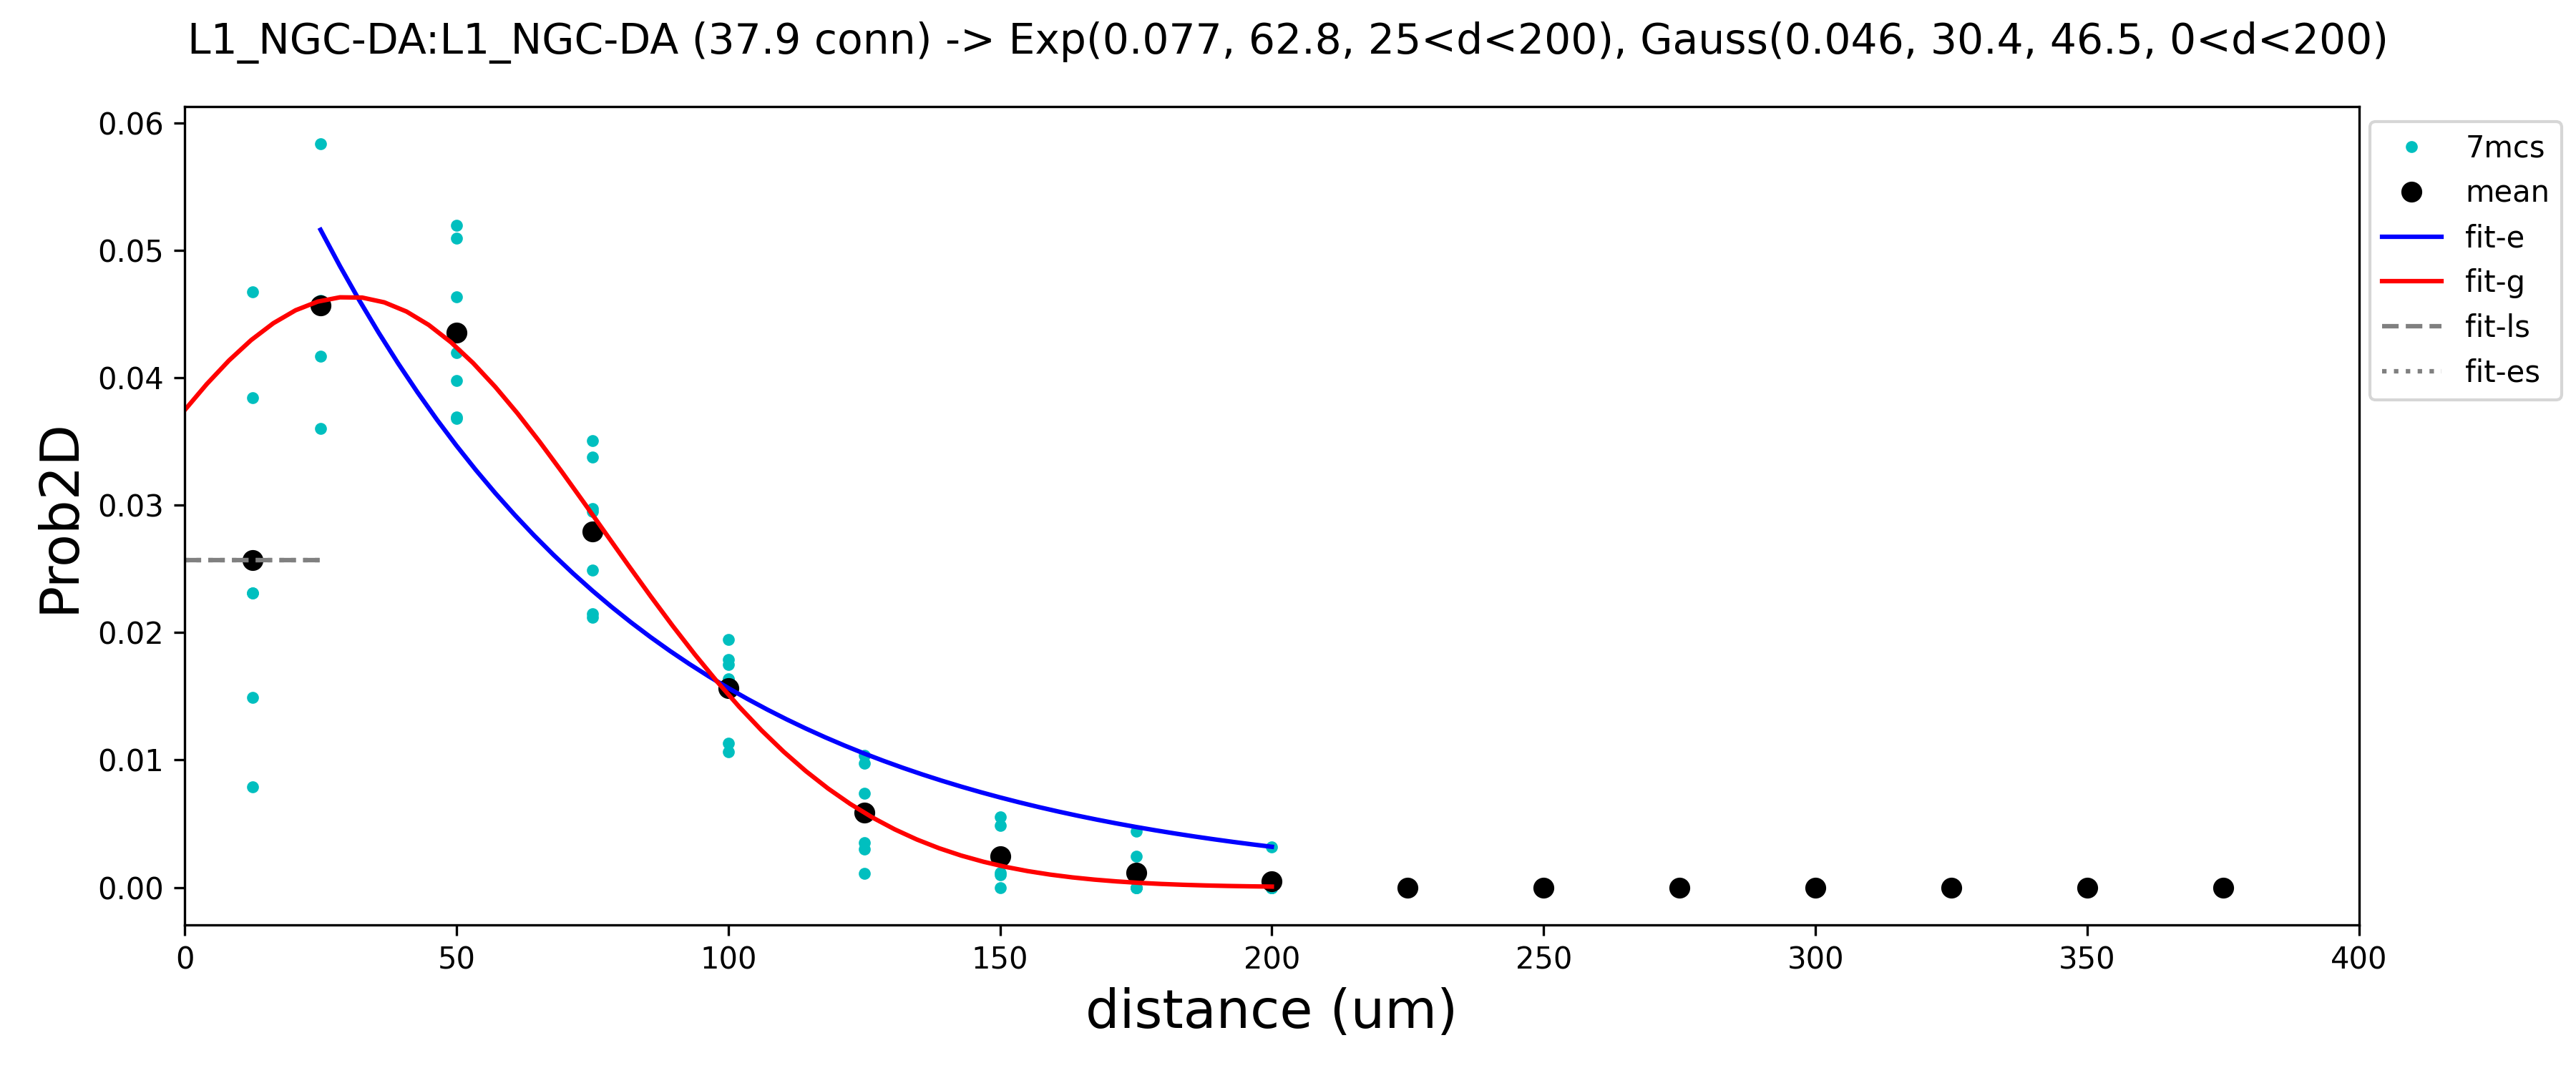 L1_NGC-DA:L1_NGC-DA (37.9 conn) -> Exp(0.077, 62.8, 25<d<200), Gauss(0.046, 30.4, 46.5, 0<d<200)
0.06
0.05
0.04
0.03
0.02
0.01
0.00
Prob2D
0 50 100 150 200 250 300 350 400
distance (um)
7mcs
mean
fit-e
fit-g
fit-ls
fit-es